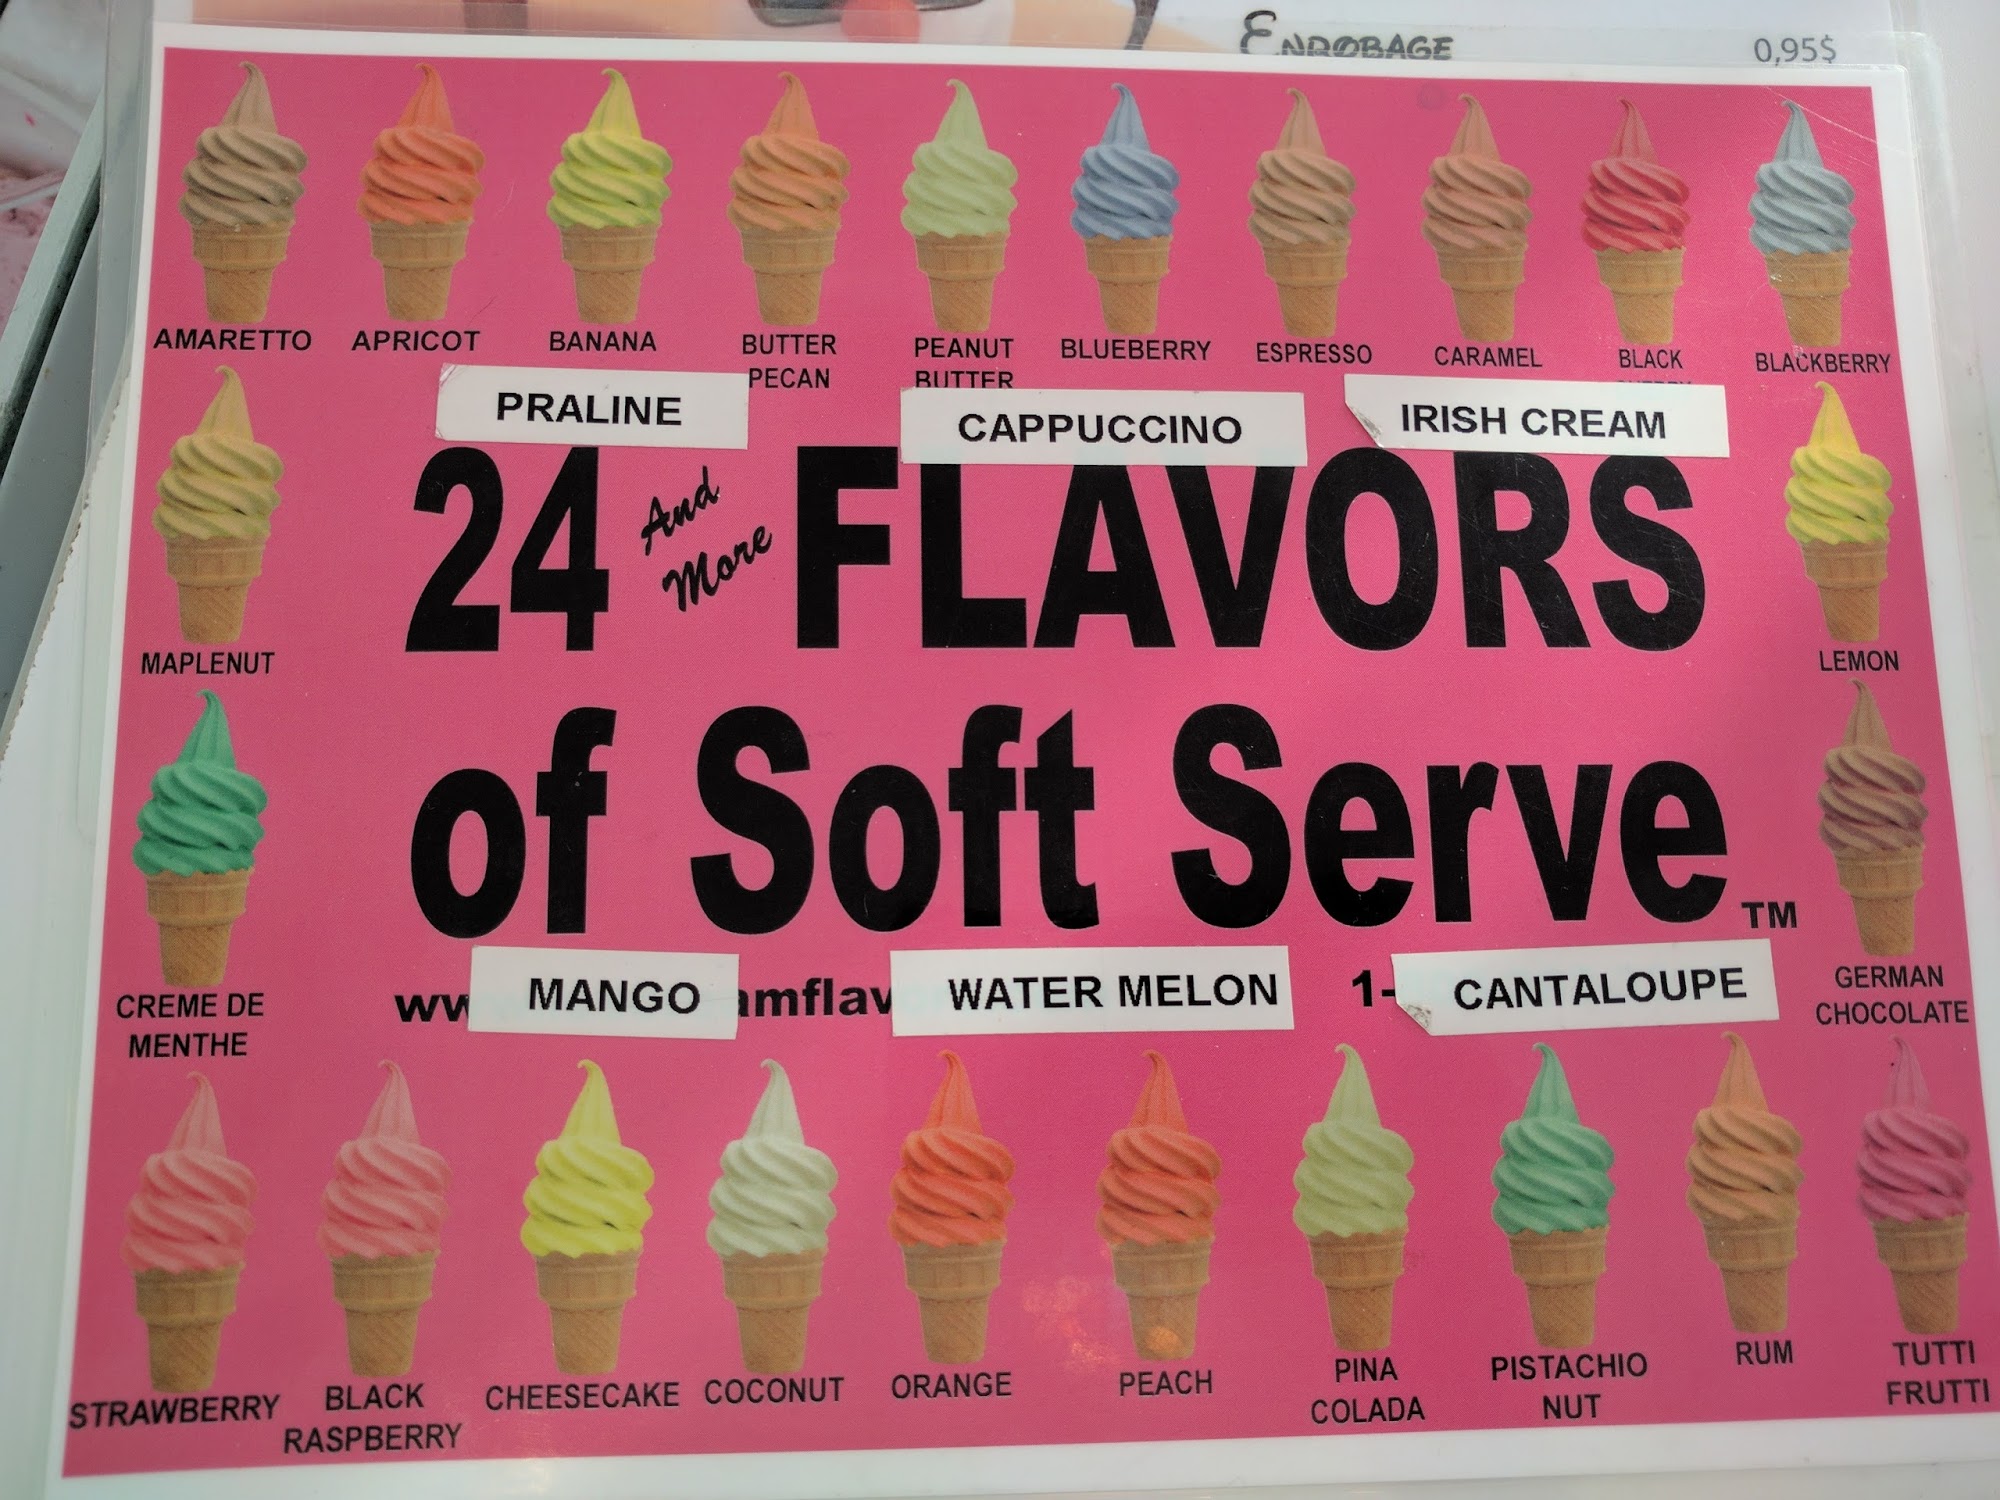 ENROBAGE 0,95$
AMARETTO APRICOT BANANA BUTTER PEANUT BLUEBERRY ESPRESSO CARAMEL BLACK BLACKBERRY
PECAN BUTTER
PRALINE CAPPUCCINO IRISH CREAM
24 And More FLAVORS
MAPLENUT LEMON
of Soft Serve TM
MANGO WATER MELON 1- CANTALOUPE
CREME DE
MENTHE
GERMAN
CHOCOLATE
STRAWBERRY BLACK CHEESECAKE COCONUT ORANGE PEACH PINA PISTACHIO RUM TUTTI
RASPBERRY COLADA NUT FRUTTI